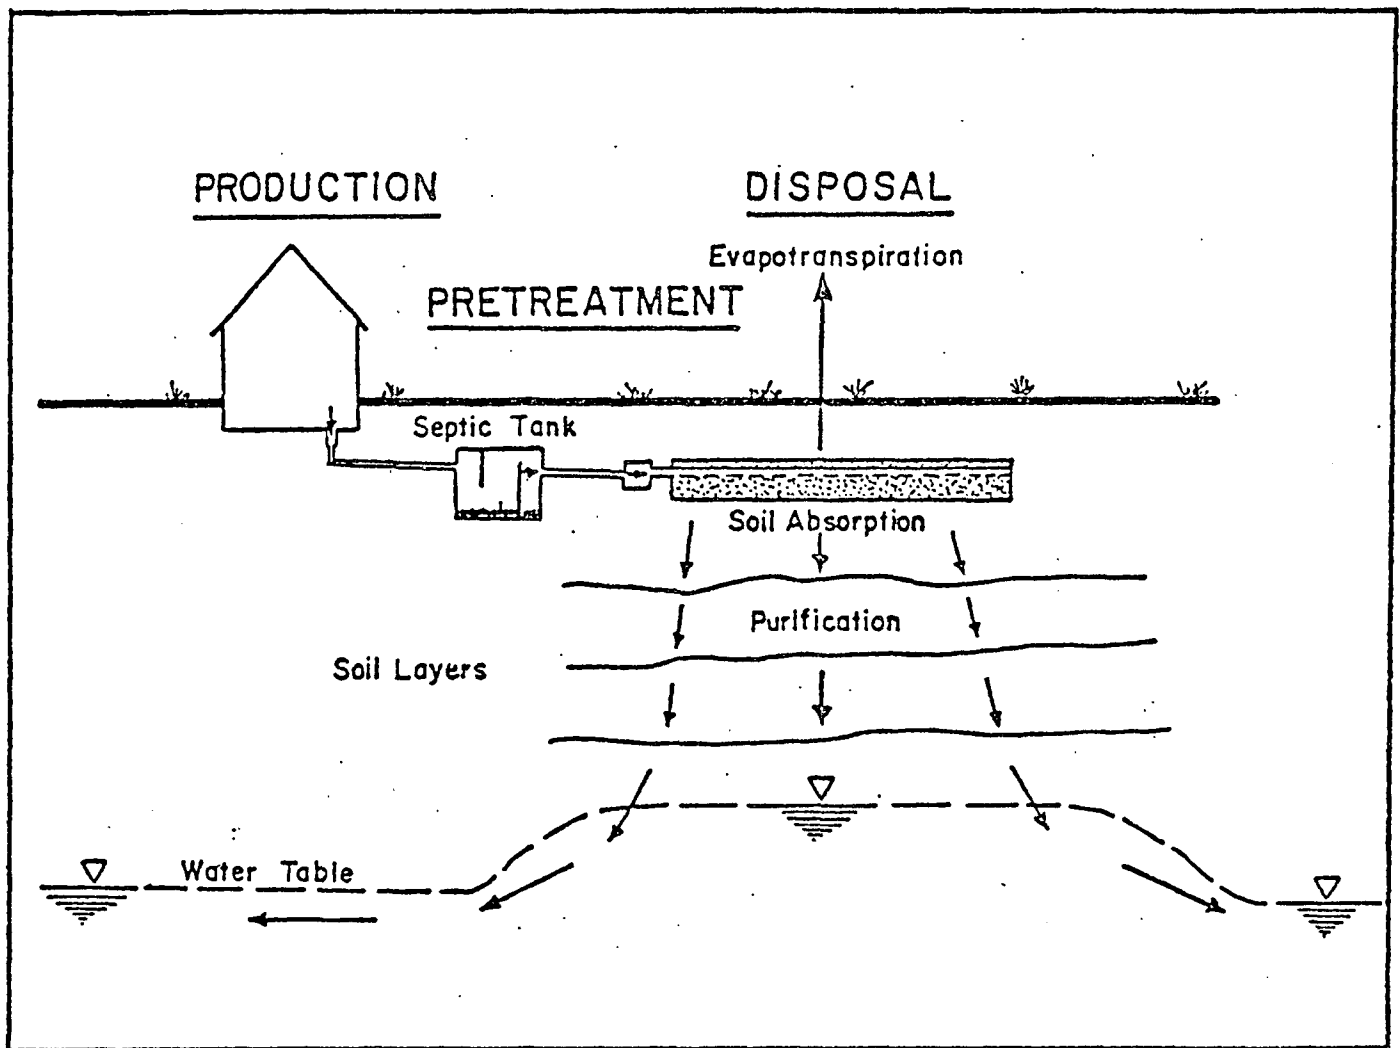 PRODUCTION
DISPOSAL
Evapotranspiration
PRETREATMENT
Septic Tank
Soil Absorption
Purification
Soil Layers
Water Table